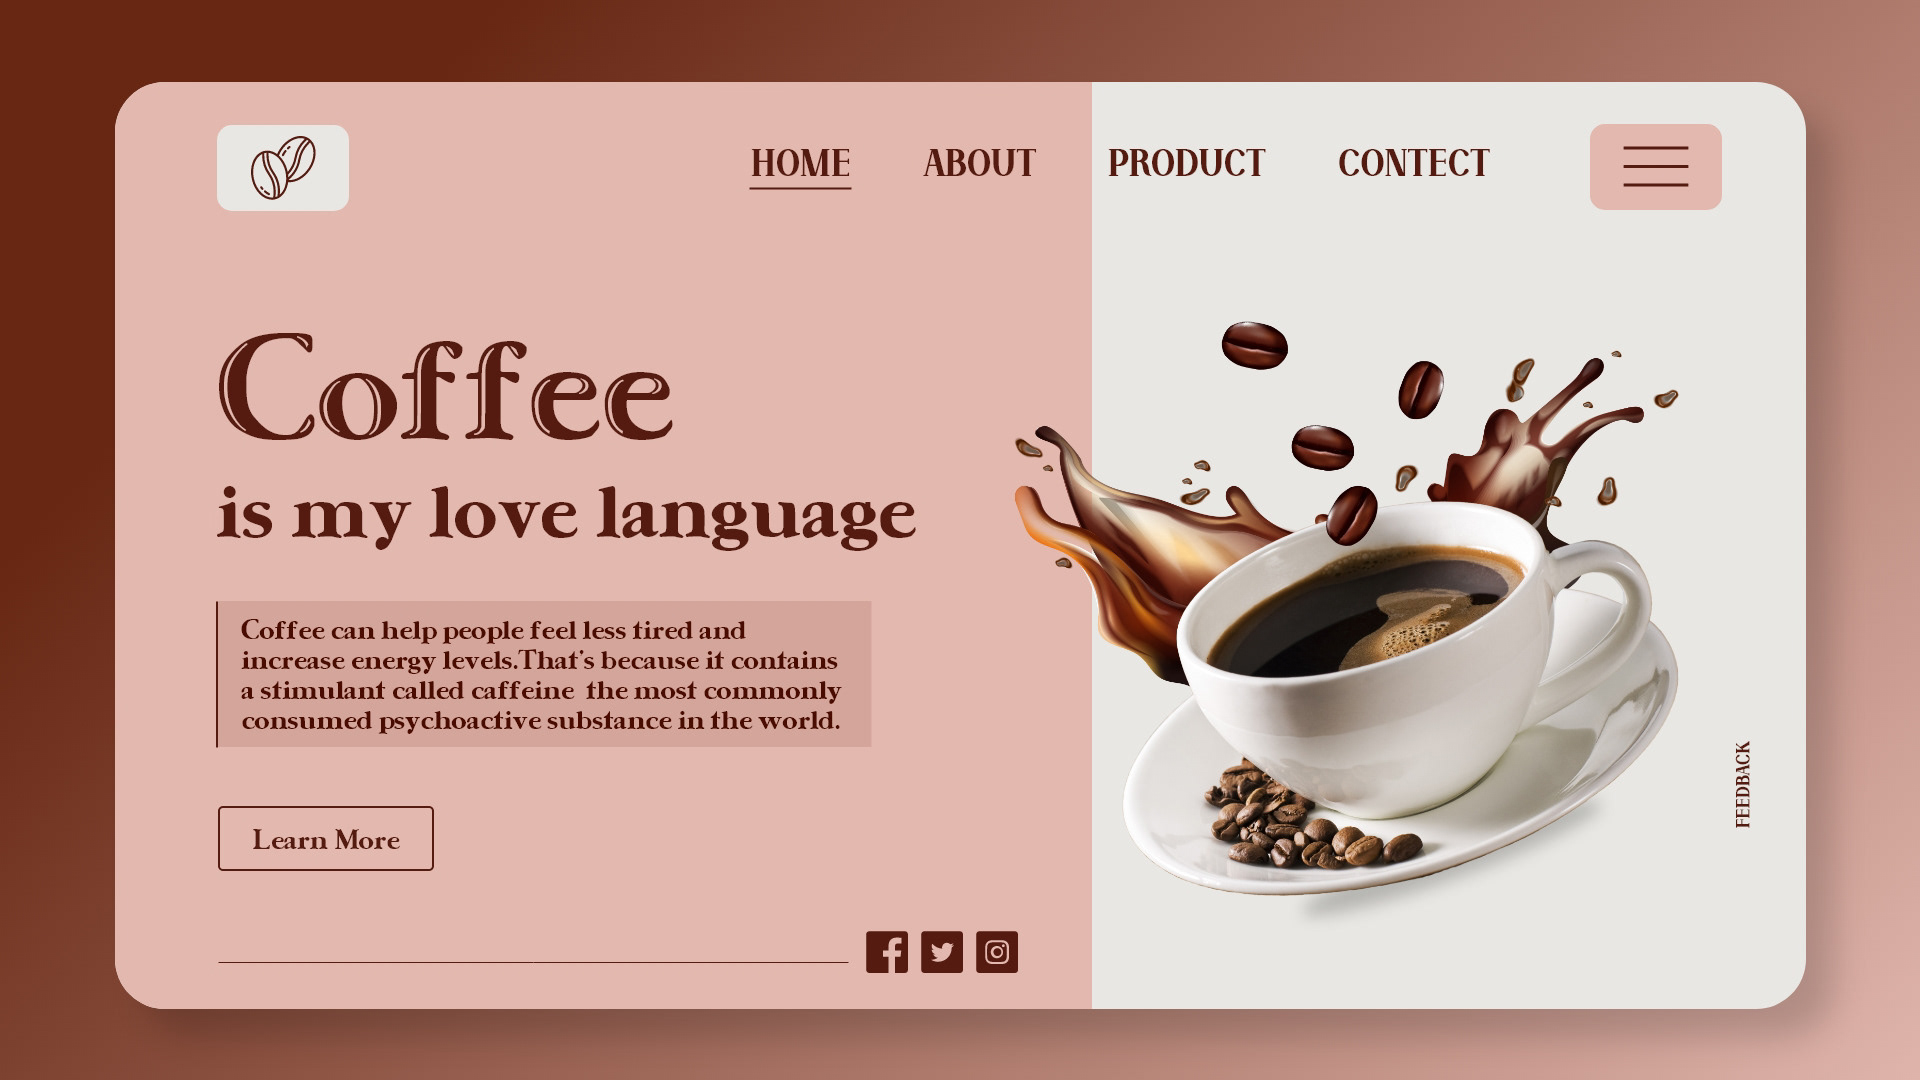 HOME ABOUT PRODUCT CONTECT
Coffee
is my love language
Coffee can help people feel less tired and
increase energy levels.That's because it contains
a stimulant called caffeine  the most commonly
consumed psychoactive substance in the world.
Learn More
FEEDBACK